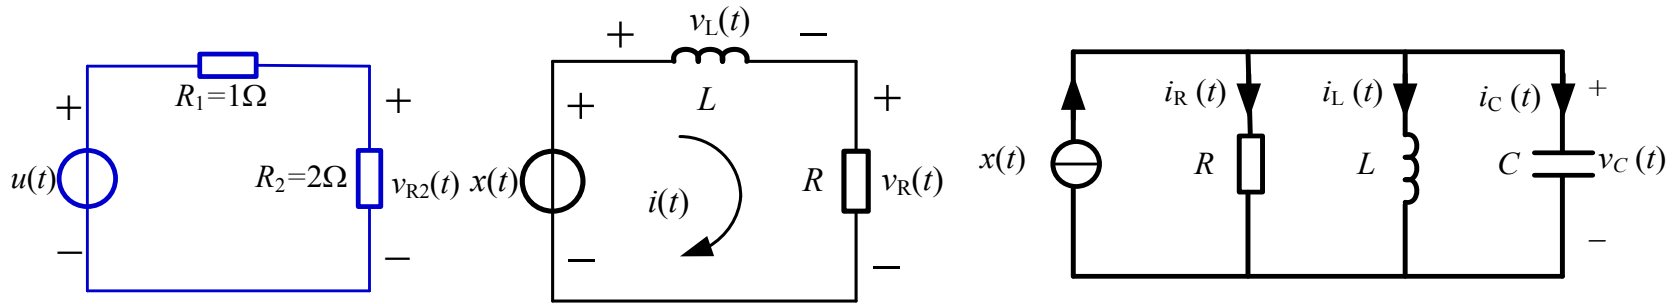 u(t)
+
−
R1=1Ω
R2=2Ω
+
vR2(t)
−
x(t)
+
−
+
vL(t)
−
L
i(t)
R
+
vR(t)
−
x(t)
iR (t)
R
iL (t)
L
iC (t)
C
+
vC (t)
−